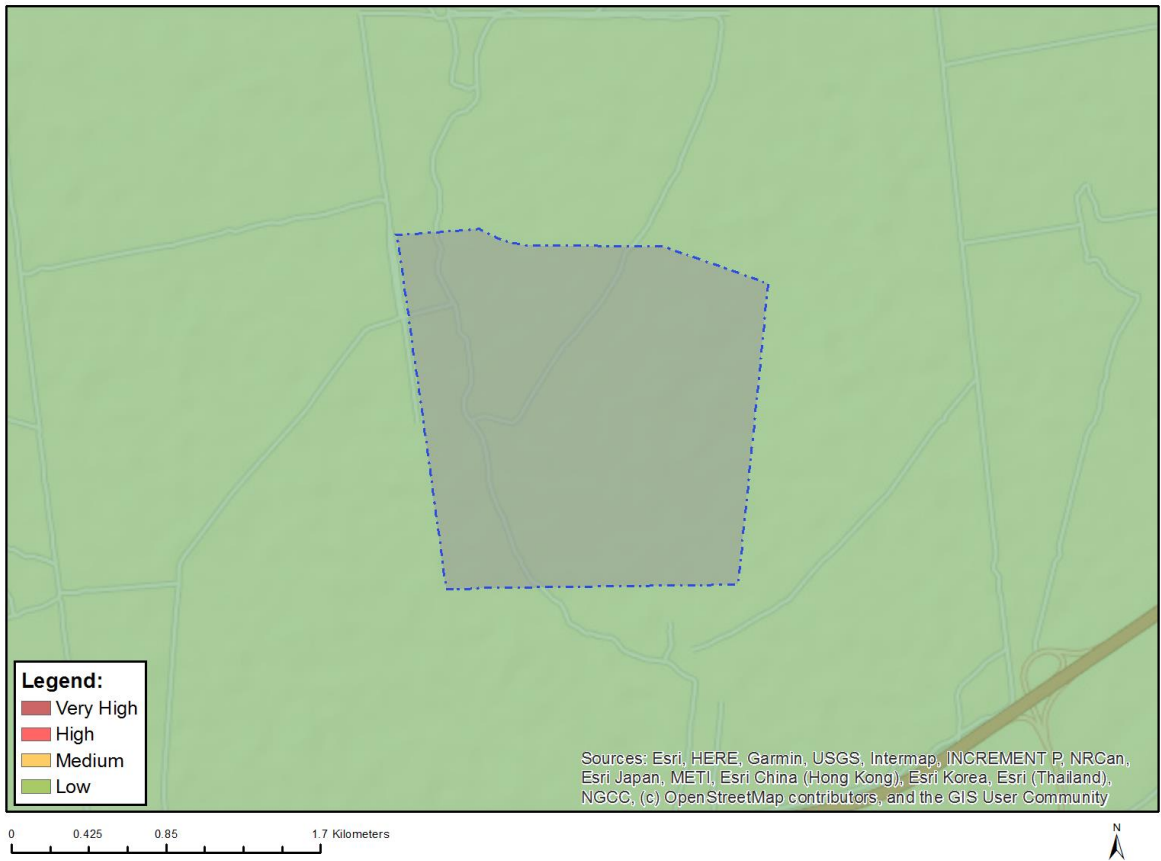 Legend:
Very High
High
Medium
Low
Sources: Esri, HERE, Garmin, USGS, Intermap, INCREMENT P, NRCan,
Esri Japan, METI, Esri China (Hong Kong), Esri Korea, Esri (Thailand),
NGCC, (c) OpenStreetMap contributors, and the GIS User Community
0 0.425 0.85 1.7 Kilometers
N